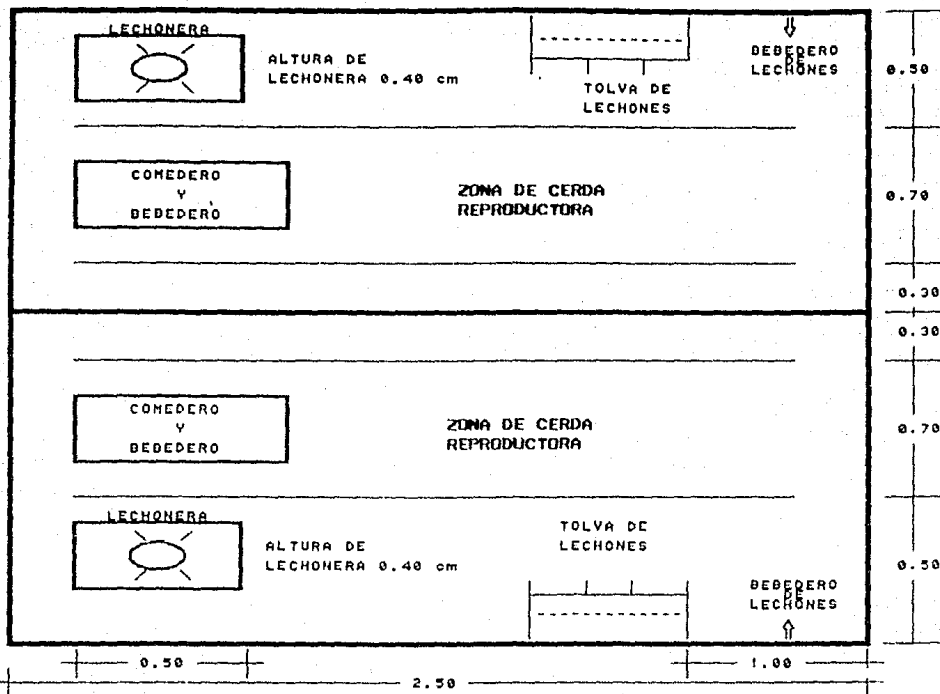 LECHONERA
ALTURA DE
LECHONERA 0.40 cm
TOLVA DE
LECHONES
BEBEDERO
DE
LECHONES
0.50
COMEDERO
Y
BEBEDERO
ZONA DE CERDA
REPRODUCTORA
0.70
0.30
0.30
COMEDERO
Y
BEBEDERO
ZONA DE CERDA
REPRODUCTORA
0.70
LECHONERA
ALTURA DE
LECHONERA 0.40 cm
TOLVA DE
LECHONES
BEBEDERO
DE
LECHONES
0.50
0.50
1.00
2.50